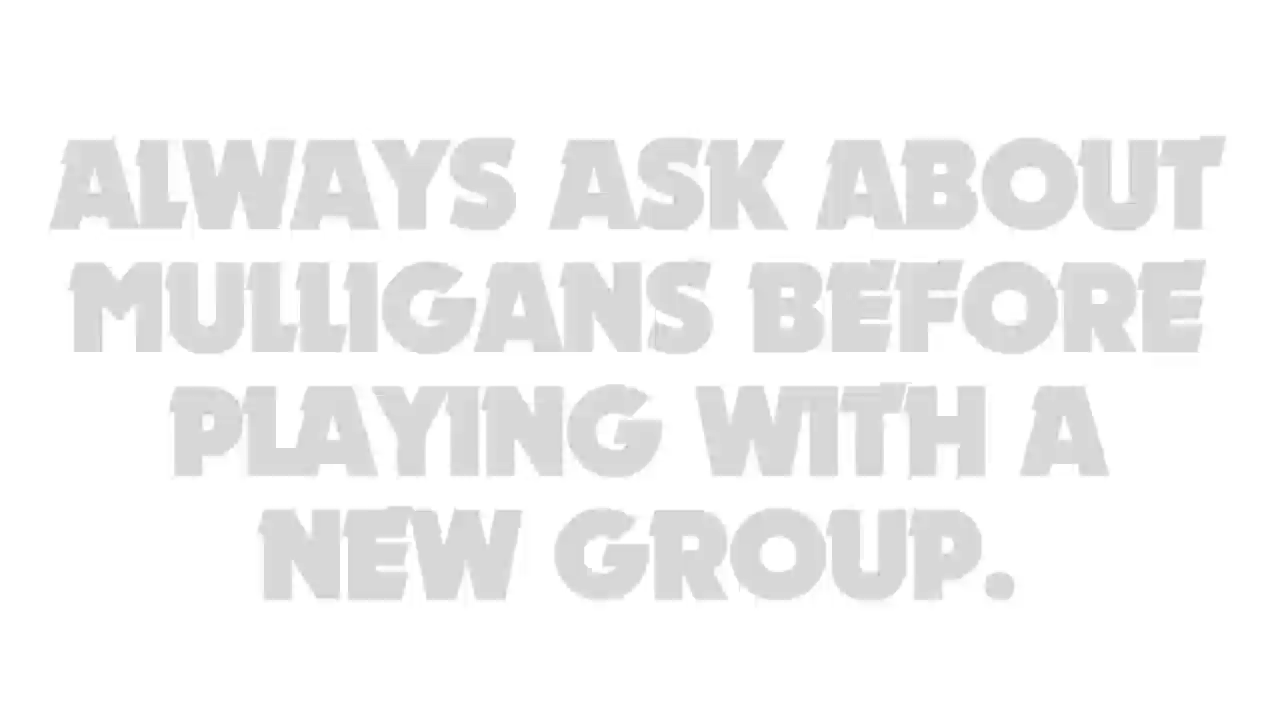 ALWAYS ASK ABOUT
MULLIGANS BEFORE
PLAYING WITH A
NEW GROUP.